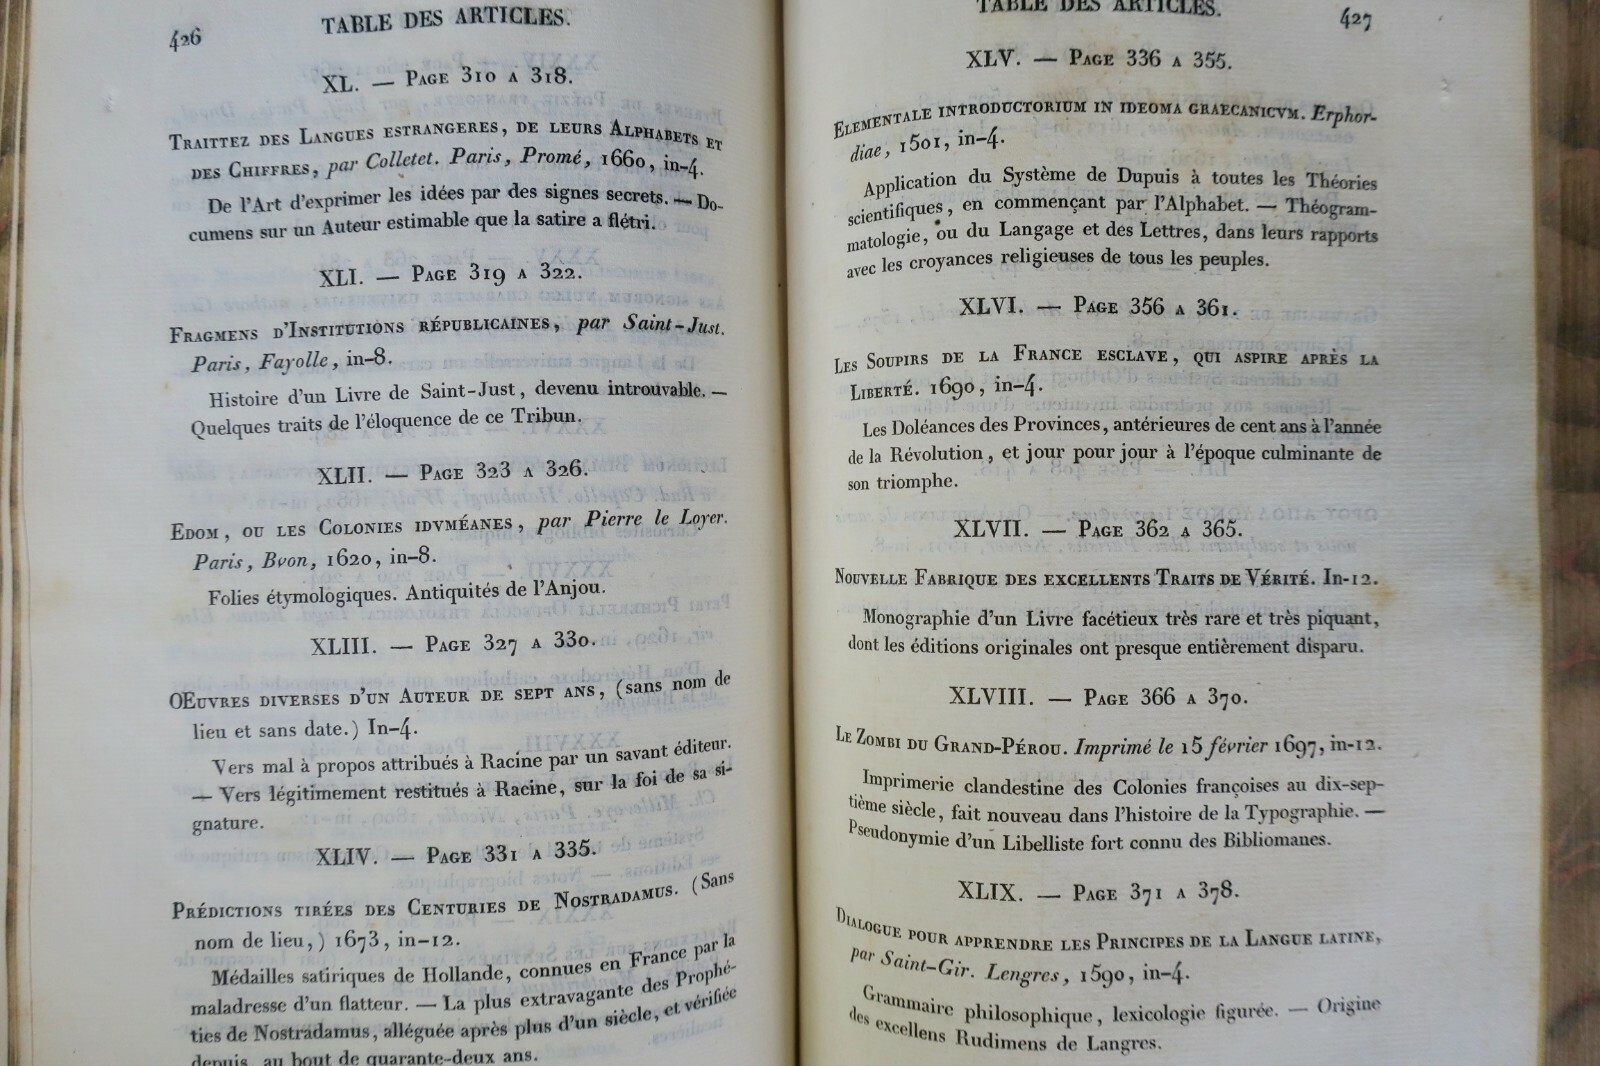 426 TABLE DES ARTICLES.
XL. — Page 310 a 318.
Traittez des Langues estrangeres, de leurs Alphabets et
des Chiffres, par Colletet. Paris, Promé, 1660, in-4.
De l'Art d'exprimer les idées par des signes secrets. — Do-
cumens sur un Auteur estimable que la satire a flétri.
XLI. — Page 319 a 322.
Fragmens d'Institutions républicaines, par Saint-Just.
Paris, Fayolle, in-8.
Histoire d'un Livre de Saint-Just, devenu introuvable. —
Quelques traits de l'éloquence de ce Tribun.
XLII. — Page 323 a 326.
Edom, ou les Colonies idvméanes, par Pierre le Loyer.
Paris, Bvon, 1620, in-8.
Folies étymologiques. Antiquités de l'Anjou.
XLIII. — Page 327 a 330.
OEuvres diverses d'un Auteur de sept ans, (sans nom de
lieu et sans date.) In-4.
Vers mal à propos attribués à Racine par un savant éditeur.
— Vers légitimement restitués à Racine, sur la foi de sa si-
gnature.
XLIV. — Page 331 a 335.
Prédictions tirées des Centuries de Nostradamus. (Sans
nom de lieu,) 1673, in-12.
Médailles satiriques de Hollande, connues en France par la
maladresse d'un flatteur. — La plus extravagante des Prophé-
ties de Nostradamus, alléguée après plus d'un siècle, et vérifiée
depuis, au bout de quarante-deux ans.
TABLE DES ARTICLES. 427
XLV. — Page 336 a 355.
Elementale introductorium in ideoma graecanicvm. Erphor-
diae, 1501, in-4.
Application du Système de Dupuis à toutes les Théories
scientifiques, en commençant par l'Alphabet. — Théogram-
matologie, ou du Langage et des Lettres, dans leurs rapports
avec les croyances religieuses de tous les peuples.
XLVI. — Page 356 a 361.
Les Soupirs de la France esclave, qui aspire après la
Liberté. 1690, in-4.
Les Doléances des Provinces, antérieures de cent ans à l'année
de la Révolution, et jour pour jour à l'époque culminante de
son triomphe.
XLVII. — Page 362 a 365.
Nouvelle Fabrique des excellents Traits de Vérité. In-12.
Monographie d'un Livre facétieux très rare et très piquant,
dont les éditions originales ont presque entièrement disparu.
XLVIII. — Page 366 a 370.
Le Zombi du Grand-Pérou. Imprimé le 15 février 1697, in-12.
Imprimerie clandestine des Colonies françoises au dix-sep-
tième siècle, fait nouveau dans l'histoire de la Typographie. —
Pseudonymie d'un Libelliste fort connu des Bibliomanes.
XLIX. — Page 371 a 378.
Dialogue pour apprendre les Principes de la Langue latine,
par Saint-Gir. Lengres, 1590, in-4.
Grammaire philosophique, lexicologie figurée. — Origine
des excellens Rudimens de Langres.